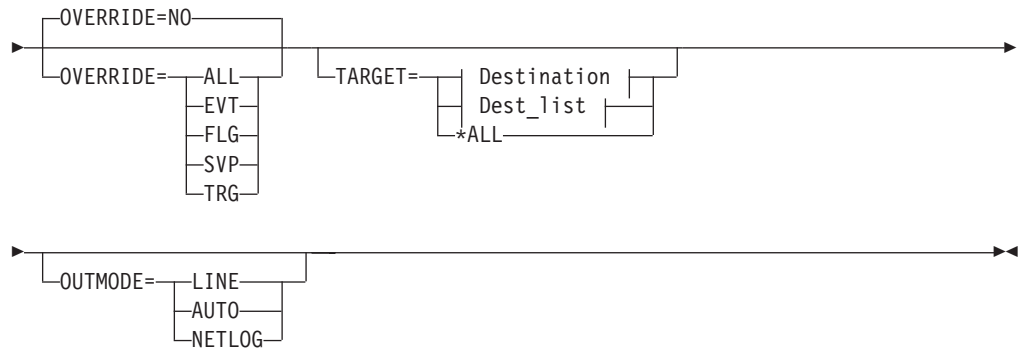 OVERRIDE=NO
OVERRIDE= ALL TARGET= Destination
EVT Dest_list
FLG *ALL
SVP
TRG
OUTMODE= LINE
AUTO
NETLOG